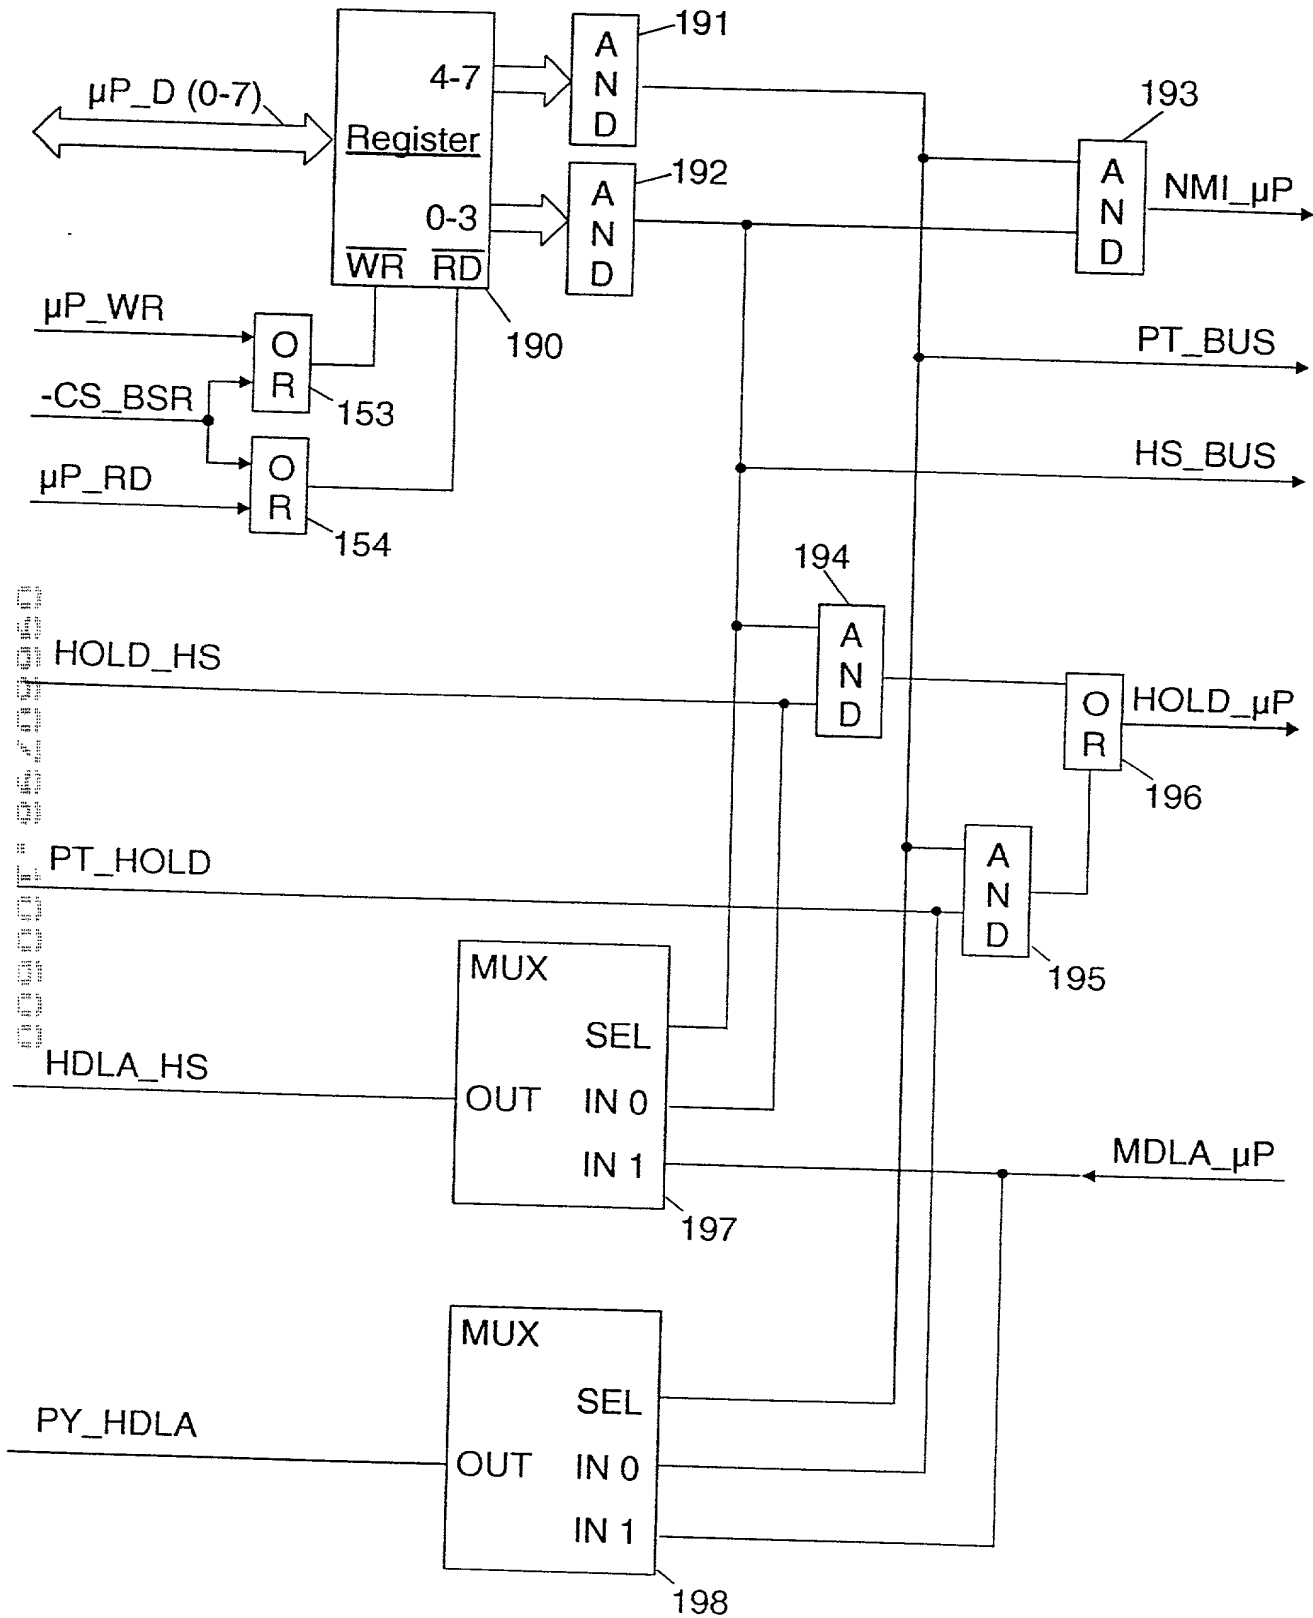 191
A
N
D
4-7
µP_D (0-7)
Register
193
A
N
D
NMI_µP
192
A
N
D
0-3
WR RD
190
µP_WR
O
R
153
-CS_BSR
µP_RD
O
R
154
PT_BUS
HS_BUS
194
A
N
D
HOLD_HS
O
R
HOLD_µP
196
PT_HOLD
A
N
D
195
MUX
SEL
HDLA_HS
OUT IN 0
IN 1
197
MDLA_µP
MUX
SEL
PY_HDLA
OUT IN 0
IN 1
198